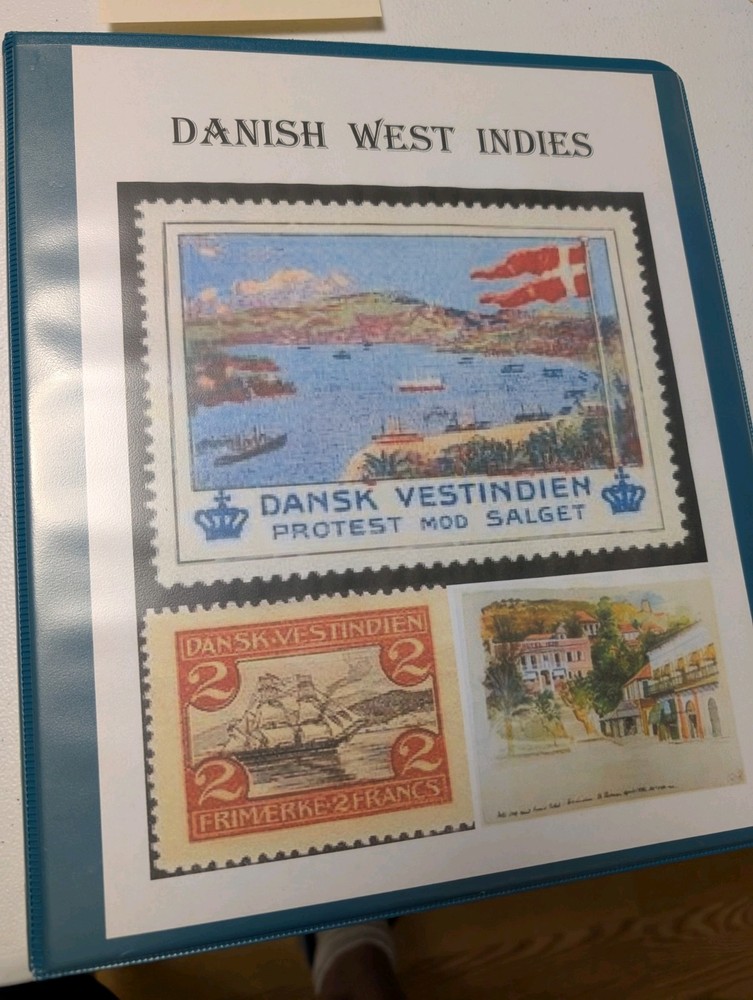 DANISH WEST INDIES
DANSK VESTINDIEN
PROTEST MOD SALGET
DANSK·VESTINDIEN
2 2
2 2
FRIMÆRKE·2 FRANCS